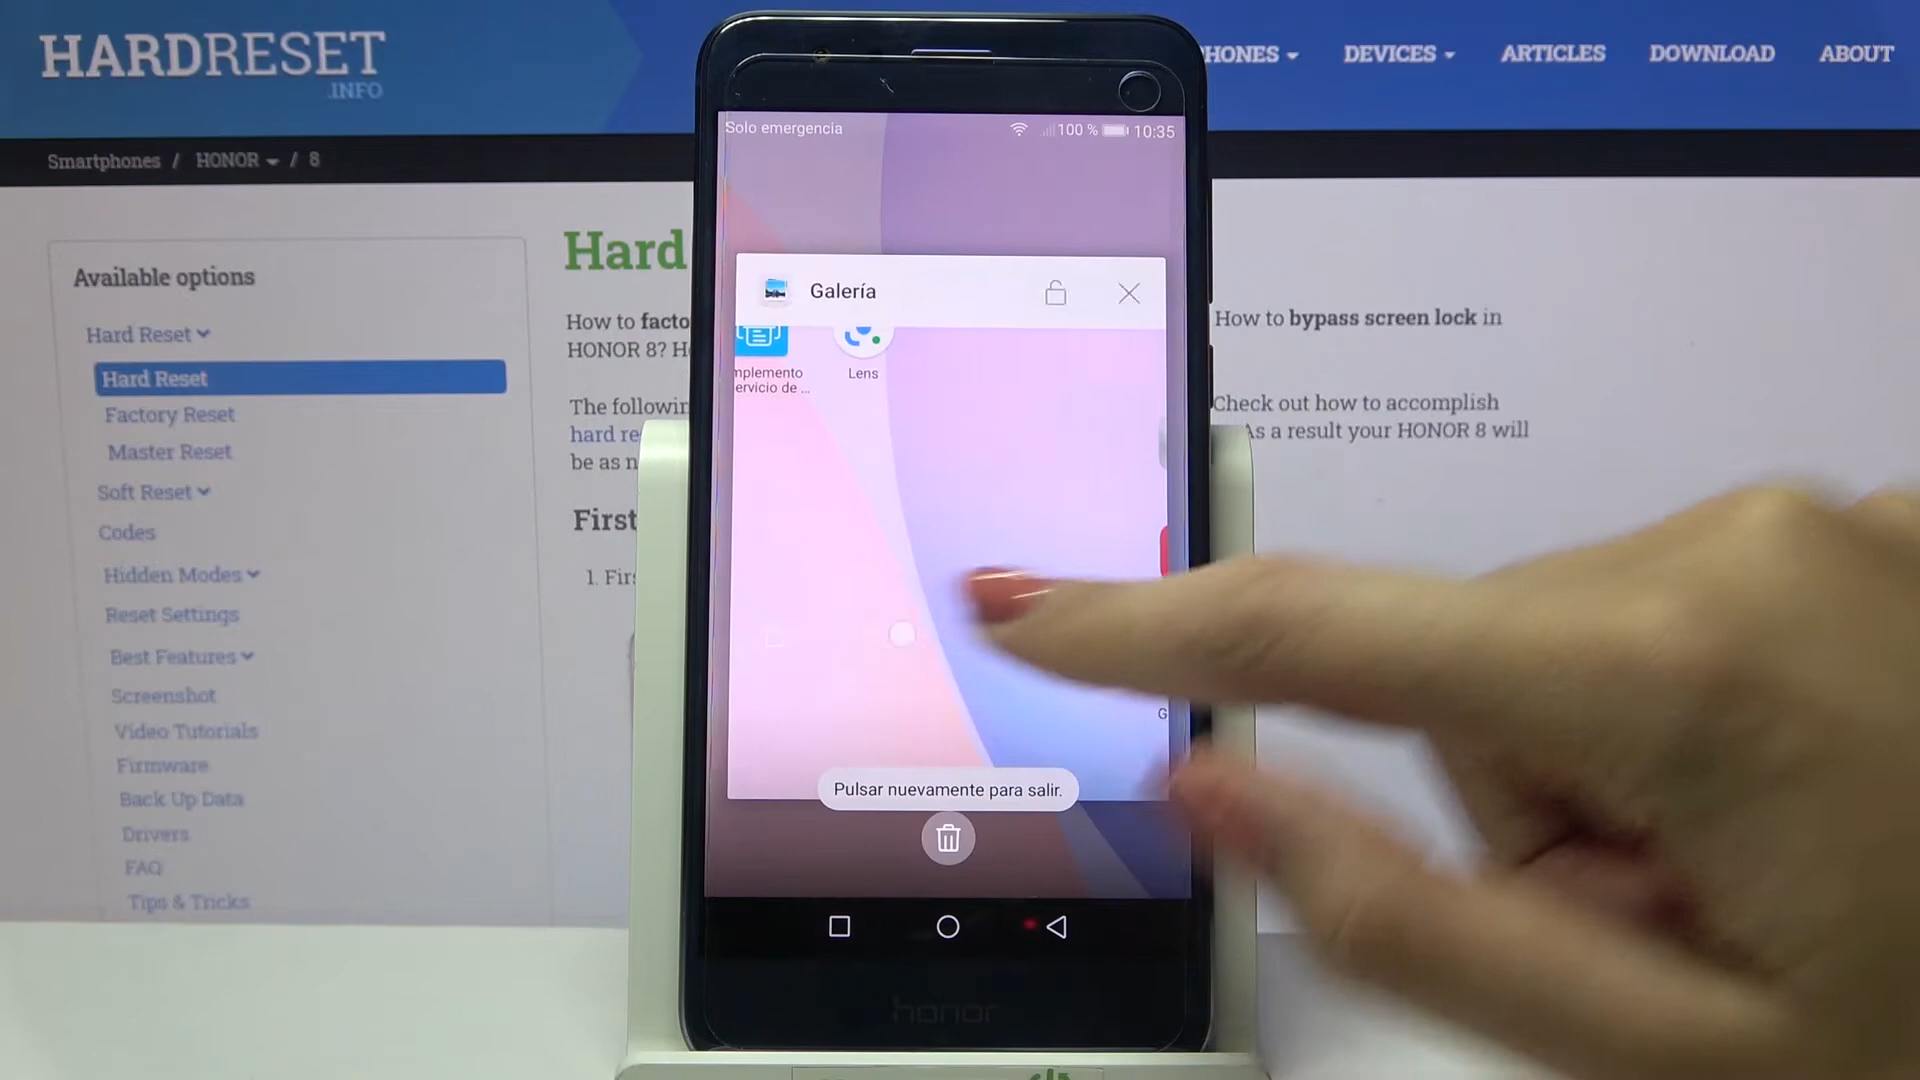 HARDRESET
.INFO
HONES DEVICES ARTICLES DOWNLOAD ABOUT
Smartphones / HONOR / 8
Available options
Hard Reset
Hard Reset
Factory Reset
Master Reset
Soft Reset
Codes
Hidden Modes
Reset Settings
Best Features
Screenshot
Video Tutorials
Firmware
Back Up Data
Drivers
FAQ
Tips & Tricks
Hard
How to facto
HONOR 8? H
The followin
hard re
be as n
First
1. Firs
How to bypass screen lock in
Check out how to accomplish
As a result your HONOR 8 will
Solo emergencia 100 % 10:35
Galería
mplemento
ervicio de ...
Lens
G
Pulsar nuevamente para salir.
honor